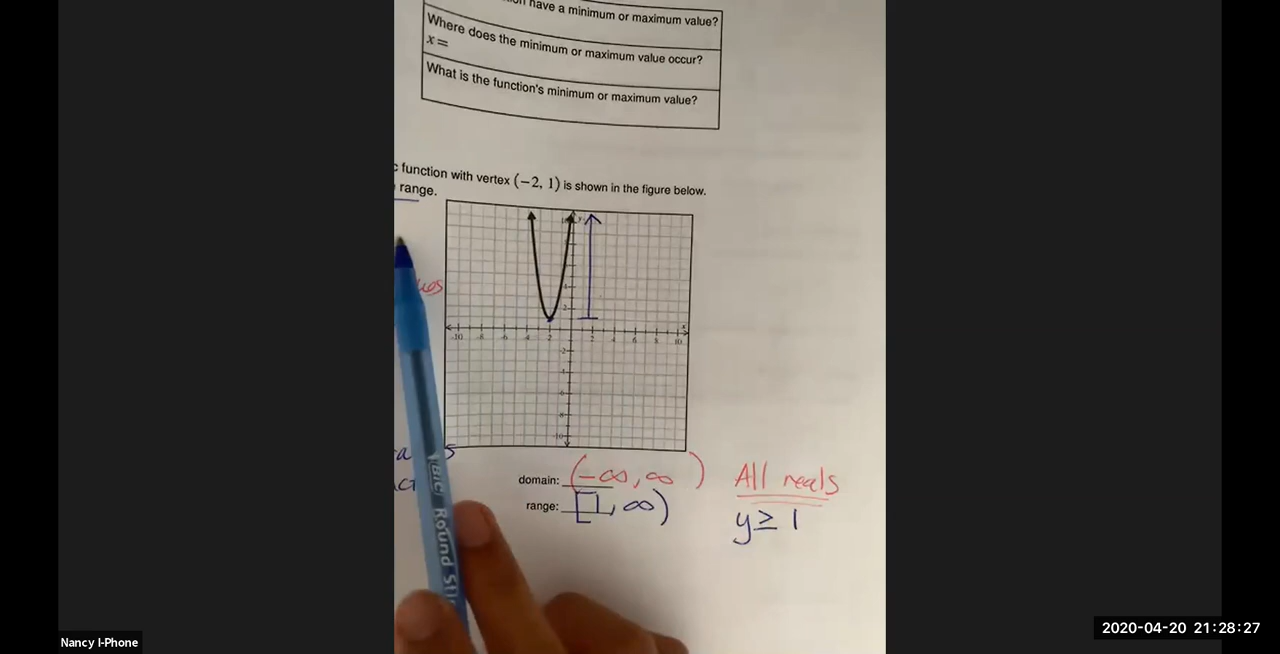 have a minimum or maximum value?
Where does the minimum or maximum value occur?
x=
What is the function's minimum or maximum value?
function with vertex (−2, 1) is shown in the figure below.
range.
domain: (-∞, ∞) All reals
range: [1, ∞) y ≥ 1
Round Sti
Nancy I-Phone
2020-04-20 21:28:27